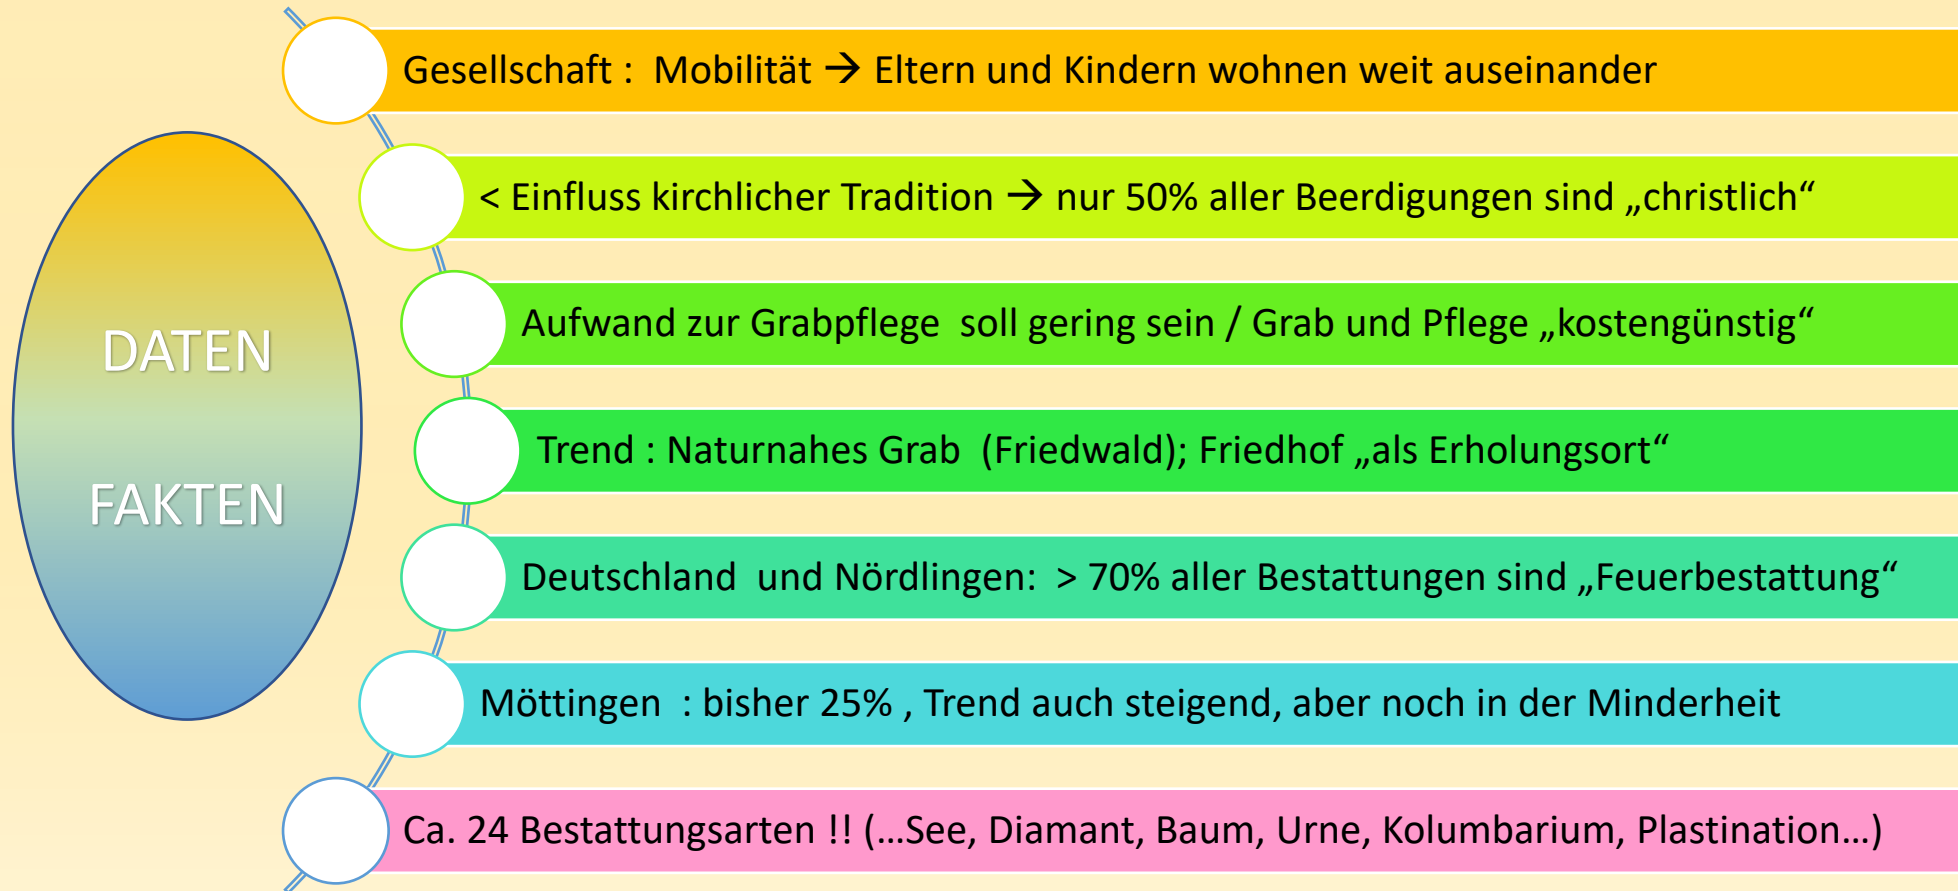 DATEN
FAKTEN
Gesellschaft : Mobilität → Eltern und Kindern wohnen weit auseinander
< Einfluss kirchlicher Tradition → nur 50% aller Beerdigungen sind „christlich“
Aufwand zur Grabpflege soll gering sein / Grab und Pflege „kostengünstig“
Trend : Naturnahes Grab (Friedwald); Friedhof „als Erholungsort“
Deutschland und Nördlingen: > 70% aller Bestattungen sind „Feuerbestattung“
Möttingen : bisher 25% , Trend auch steigend, aber noch in der Minderheit
Ca. 24 Bestattungsarten !! (…See, Diamant, Baum, Urne, Kolumbarium, Plastination…)